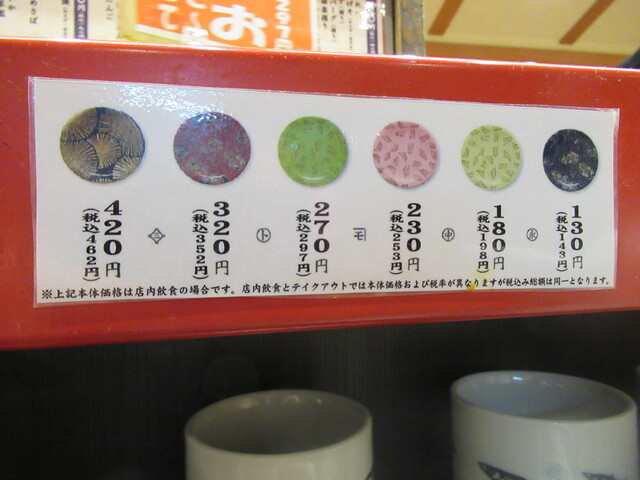 297円
お
て
420円
(税込462円)
320円
(税込352円)
270円
(税込297円)
230円
(税込253円)
180円
(税込198円)
130円
(税込143円)
※上記本体価格は店内飲食の場合です。店内飲食とテイクアウトでは本体価格および税率が異なりますが税込み総額は同一となります。